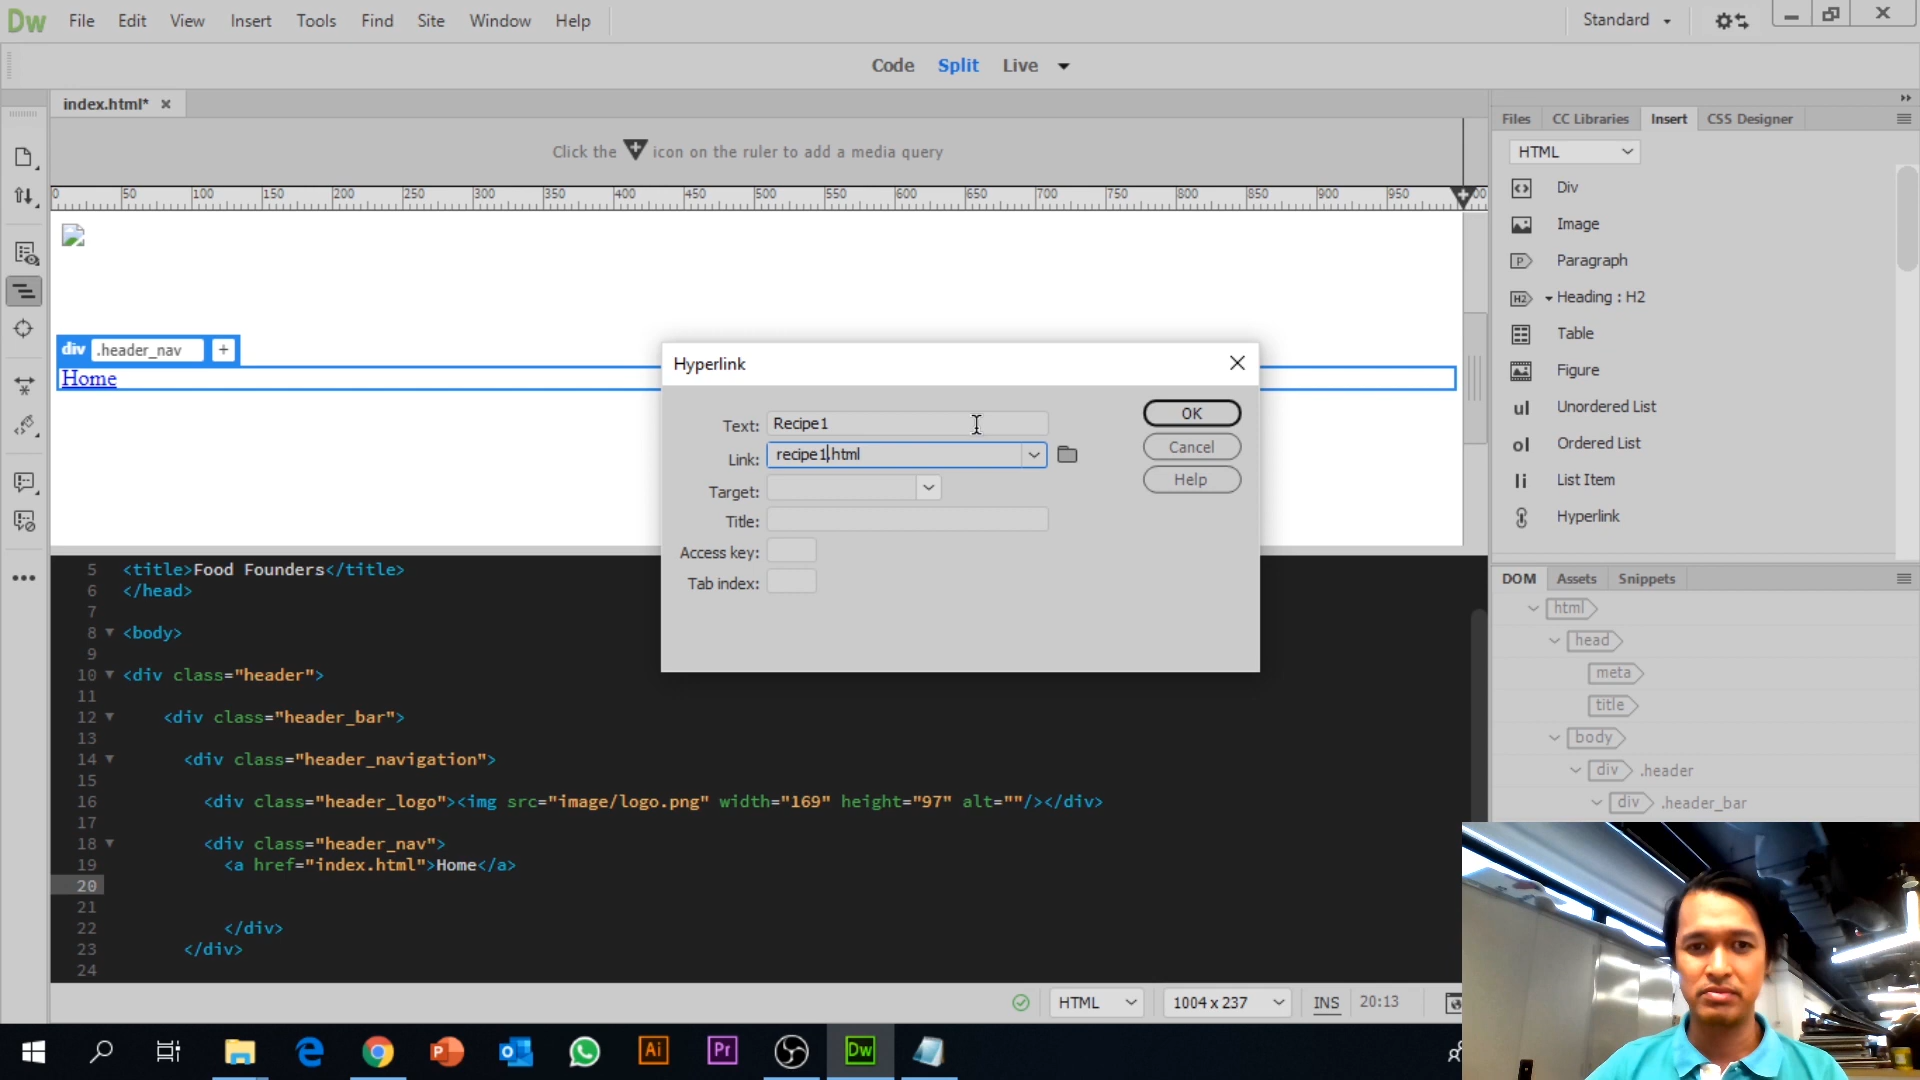 Dw File Edit View Insert Tools Find Site Window Help Standard
Code Split Live
index.html*
Click the icon on the ruler to add a media query
0 50 100 150 200 250 300 350 400 450 500 550 600 650 700 750 800 850 900 950
div .header_nav +
Home
Hyperlink
Text: Recipe1
Link: recipe1.html
Target:
Title:
Access key:
Tab index:
OK
Cancel
Help
Files CC Libraries Insert CSS Designer
HTML
Div
Image
P Paragraph
H2 Heading : H2
Table
Figure
ul Unordered List
ol Ordered List
li List Item
Hyperlink
5 <title>Food Founders</title>
6 </head>
7
8 <body>
9
10 <div class="header">
11
12 <div class="header_bar">
13
14 <div class="header_navigation">
15
16 <div class="header_logo"><img src="image/logo.png" width="169" height="97" alt=""/></div>
17
18 <div class="header_nav">
19 <a href="index.html">Home</a>
20
21
22 </div>
23 </div>
24
DOM Assets Snippets
html
head
meta
title
body
div .header
div .header_bar
HTML 1004 x 237 INS 20:13
Ai Pr Dw